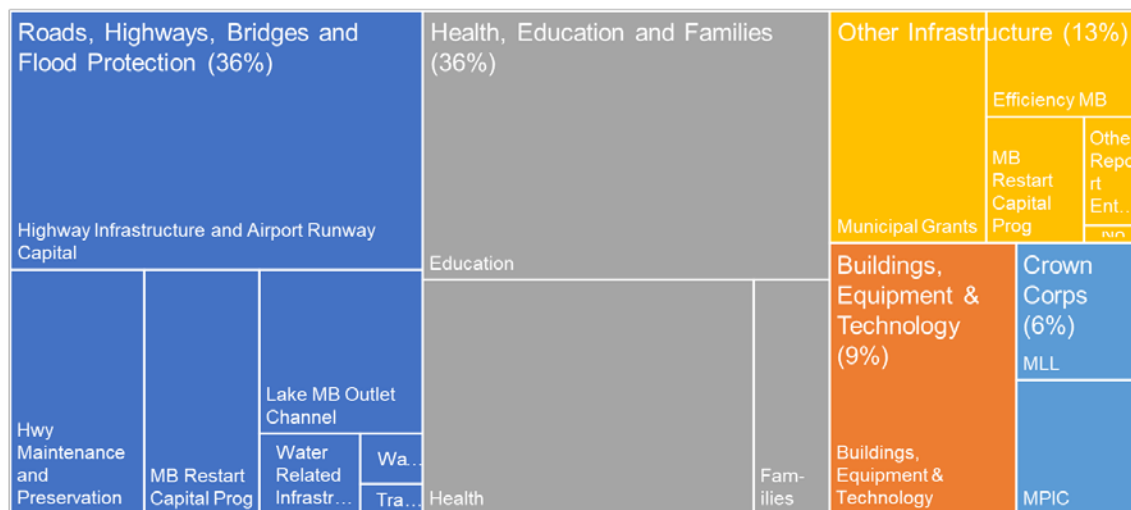 Roads, Highways, Bridges and
Flood Protection (36%)
Highway Infrastructure and Airport Runway
Capital
Hwy
Maintenance
and
Preservation
MB Restart
Capital Prog
Lake MB Outlet
Channel
Water
Related
Infrastr...
Wa...
Tra...
Health, Education and Families
(36%)
Education
Health
Fam-
ilies
Other Infrastructure (13%)
Municipal Grants
Efficiency MB
MB
Restart
Capital
Prog
Othe
Repo
rt
Ent...
Buildings,
Equipment &
Technology
(9%)
Buildings,
Equipment &
Technology
Crown
Corps
(6%)
MLL
MPIC